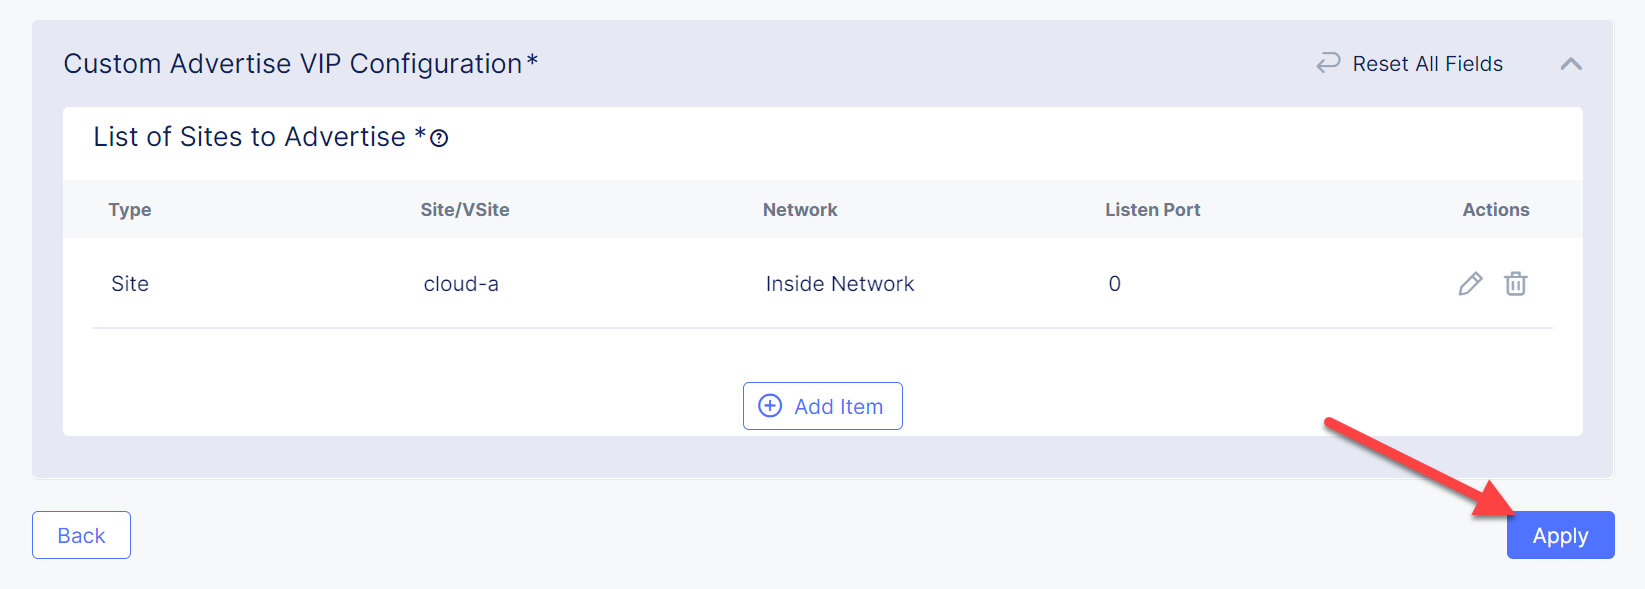 Custom Advertise VIP Configuration*
Reset All Fields
List of Sites to Advertise *
Type Site/VSite Network Listen Port Actions
Site cloud-a Inside Network 0
Add Item
Back
Apply